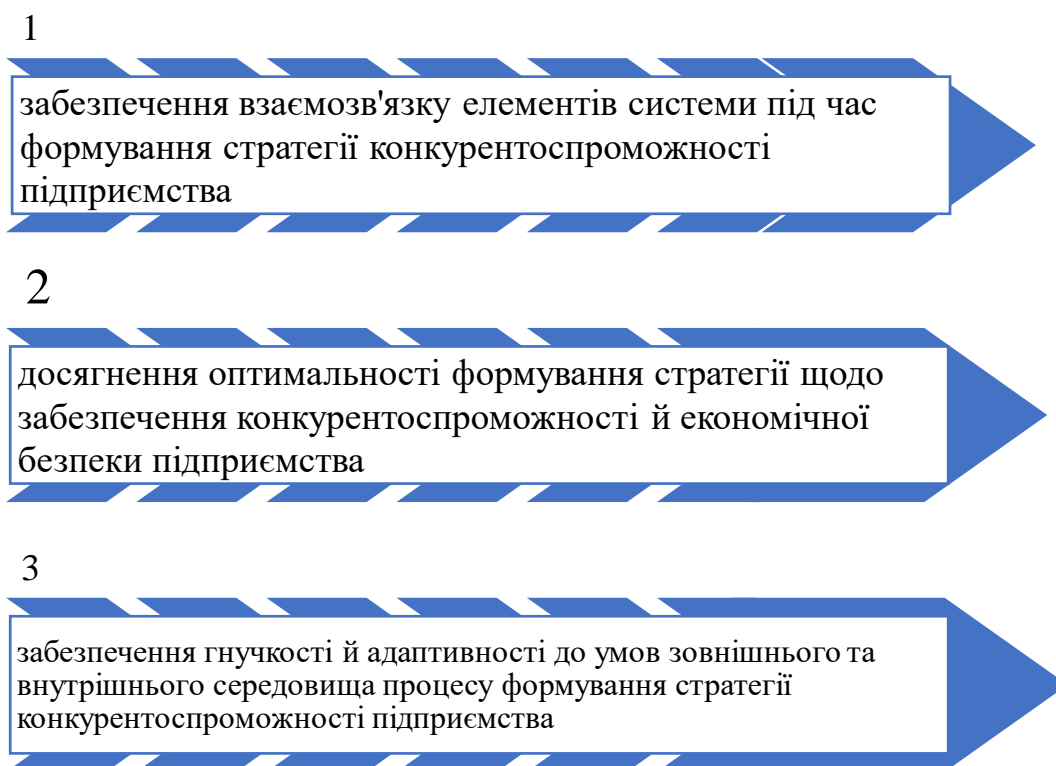 1
забезпечення взаємозв'язку елементів системи під час
формування стратегії конкурентоспроможності
підприємства
2
досягнення оптимальності формування стратегії щодо
забезпечення конкурентоспроможності й економічної
безпеки підприємства
3
забезпечення гнучкості й адаптивності до умов зовнішнього та
внутрішнього середовища процесу формування стратегії
конкурентоспроможності підприємства